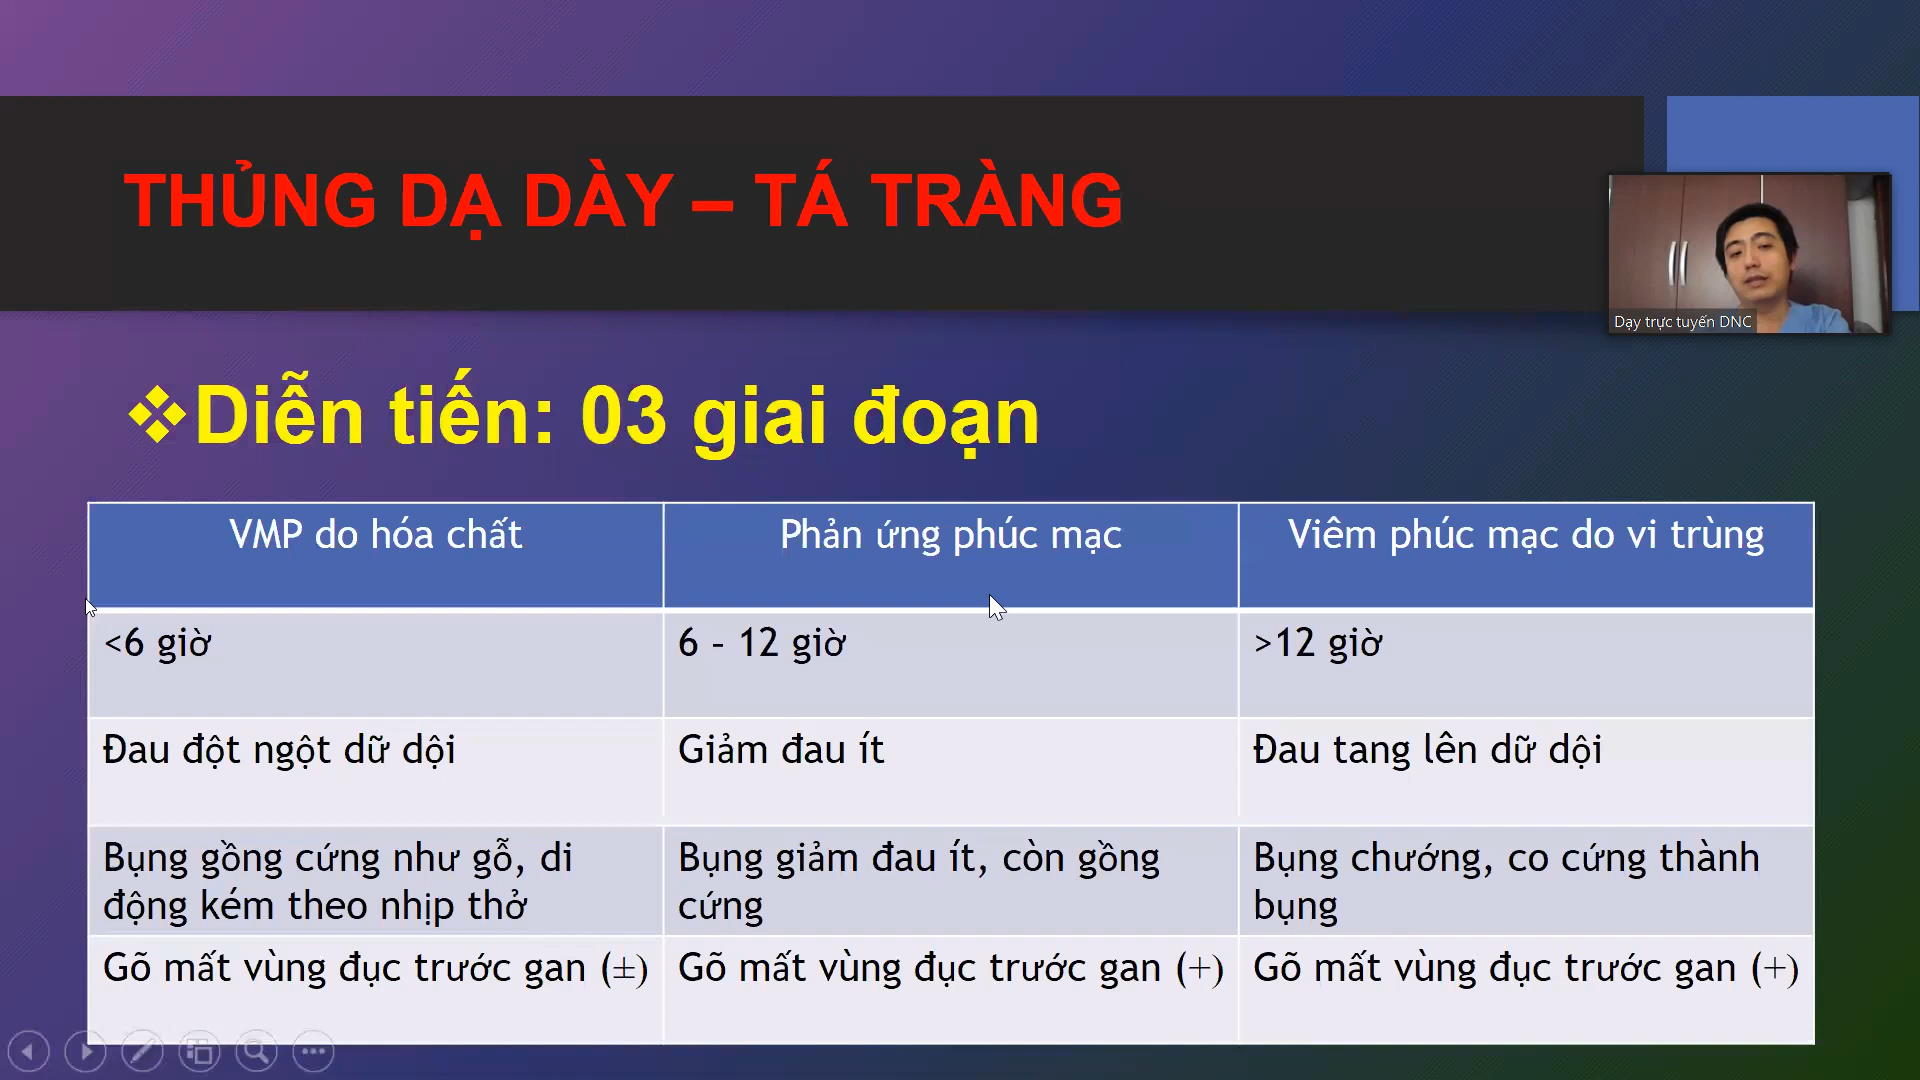 THỦNG DẠ DÀY – TÁ TRÀNG
Dạy trực tuyến DNC
❖Diễn tiến: 03 giai đoạn
VMP do hóa chất
Phản ứng phúc mạc
Viêm phúc mạc do vi trùng
<6 giờ
6 – 12 giờ
>12 giờ
Đau đột ngột dữ dội
Giảm đau ít
Đau tang lên dữ dội
Bụng gồng cứng như gỗ, di
động kém theo nhịp thở
Bụng giảm đau ít, còn gồng
cứng
Bụng chướng, co cứng thành
bụng
Gõ mất vùng đục trước gan (±)
Gõ mất vùng đục trước gan (+)
Gõ mất vùng đục trước gan (+)